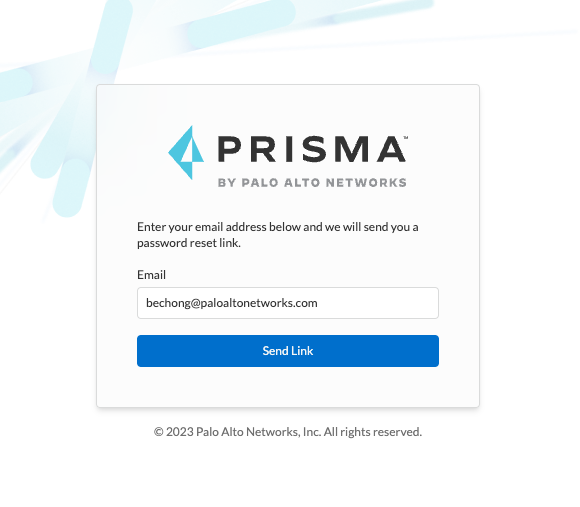 PRISMA™
BY PALO ALTO NETWORKS
Enter your email address below and we will send you a
password reset link.
Email
bechong@paloaltonetworks.com
Send Link
© 2023 Palo Alto Networks, Inc. All rights reserved.